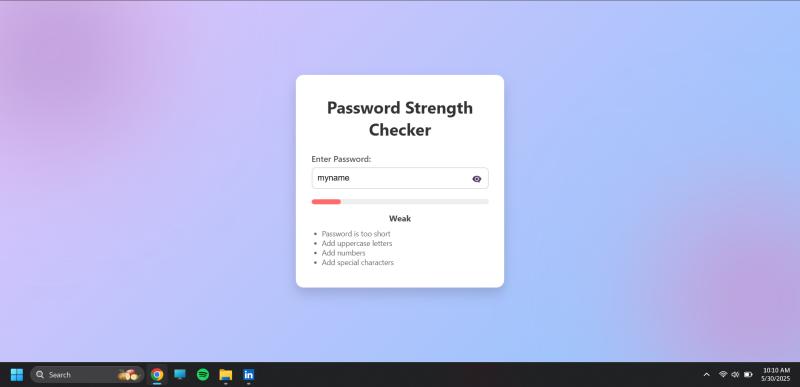 Password Strength
Checker
Enter Password:
myname
Weak
• Password is too short
• Add uppercase letters
• Add numbers
• Add special characters
Search
10:10 AM
5/30/2025